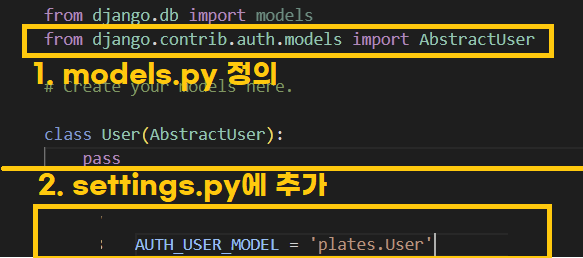 from django.db import models
from django.contrib.auth.models import AbstractUser
1. models.py 정의
# Create your models here.
class User(AbstractUser):
pass
2. settings.py에 추가
AUTH_USER_MODEL = 'plates.User'